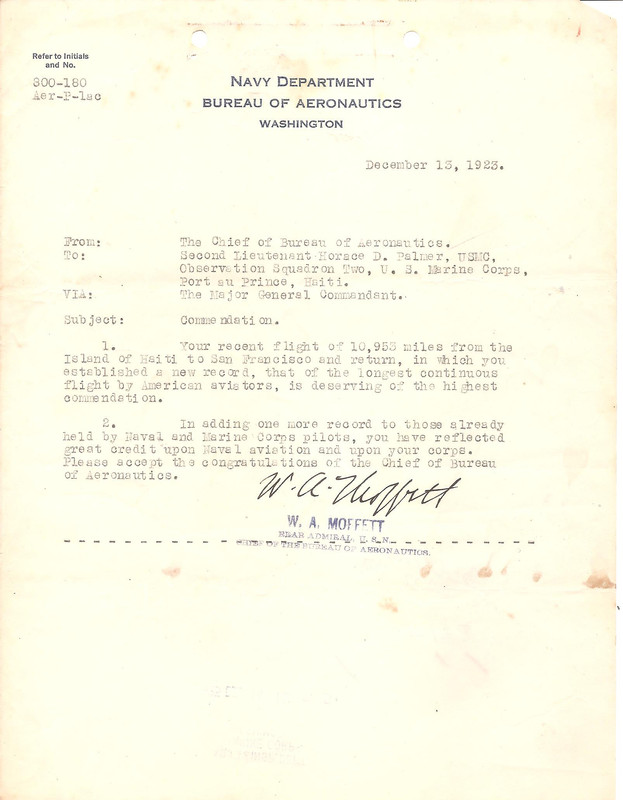 Refer to Initials
and No.
300-180
Aer-P-lac
NAVY DEPARTMENT
BUREAU OF AERONAUTICS
WASHINGTON
December 13, 1923.
From: The Chief of Bureau of Aeronautics.
To: Second Lieutenant Horace D. Palmer, USMC,
Observation Squadron Two, U. S. Marine Corps,
Port au Prince, Haiti.
VIA: The Major General Commandant.
Subject: Commendation.
1. Your recent flight of 10,953 miles from the
Island of Haiti to San Francisco and return, in which you
established a new record, that of the longest continuous
flight by American aviators, is deserving of the highest
commendation.
2. In adding one more record to those already
held by Naval and Marine Corps pilots, you have reflected
great credit upon Naval aviation and upon your corps.
Please accept the congratulations of the Chief of Bureau
of Aeronautics.
W. A. Moffett
W. A. MOFFETT
REAR ADMIRAL, U. S. N.
CHIEF OF THE BUREAU OF AERONAUTICS.